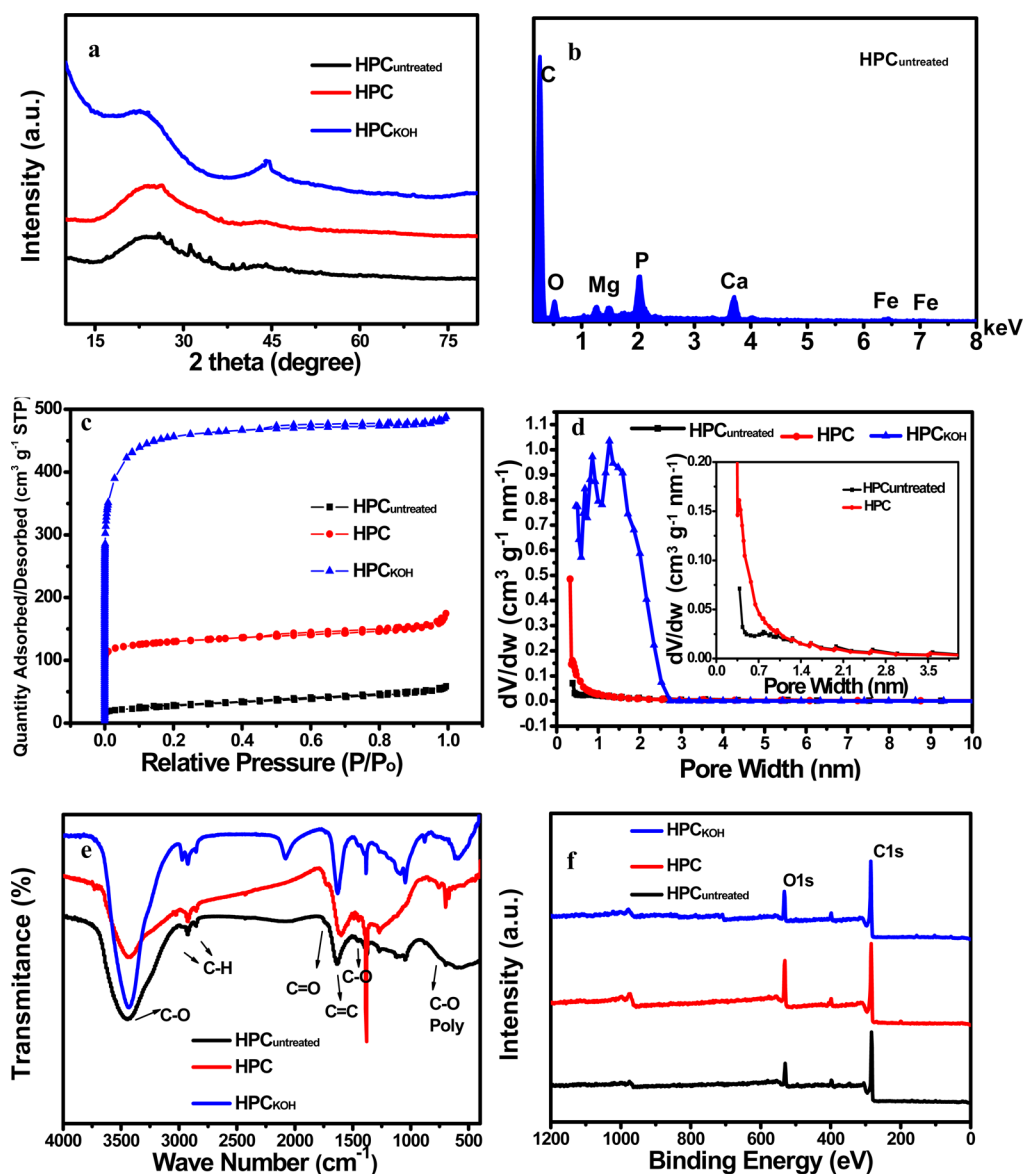 a
HPCuntreated
HPC
HPCKOH
Intensity (a.u.)
15 30 45 60 75
2 theta (degree)
b
HPCuntreated
C
O
Mg
P
Ca
Fe
Fe
1 2 3 4 5 6 7 8 keV
c
Quantity Adsorbed/Desorbed (cm³ g⁻¹ STP)
500
400
300
200
100
0
HPCuntreated
HPC
HPCKOH
0.0 0.2 0.4 0.6 0.8 1.0
Relative Pressure (P/Po)
d
dV/dw (cm³ g⁻¹ nm⁻¹)
1.1
1.0
0.9
0.8
0.7
0.6
0.5
0.4
0.3
0.2
0.1
0.0
-0.1
HPCuntreated HPC HPCKOH
dV/dw (cm³ g⁻¹ nm⁻¹)
0.20
0.15
0.10
0.05
0.00
HPCuntreated
HPC
0.0 0.7 1.4 2.1 2.8 3.5
Pore Width (nm)
0 1 2 3 4 5 6 7 8 9 10
Pore Width (nm)
e
Transmitance (%)
C-H
C=O
C-O
C-O
C=C
C-O
Poly
HPCuntreated
HPC
HPCKOH
4000 3500 3000 2500 2000 1500 1000 500
Wave Number (cm⁻¹)
f
Intensity (a.u.)
HPCKOH
HPC
HPCuntreated
O1s
C1s
1200 1000 800 600 400 200 0
Binding Energy (eV)